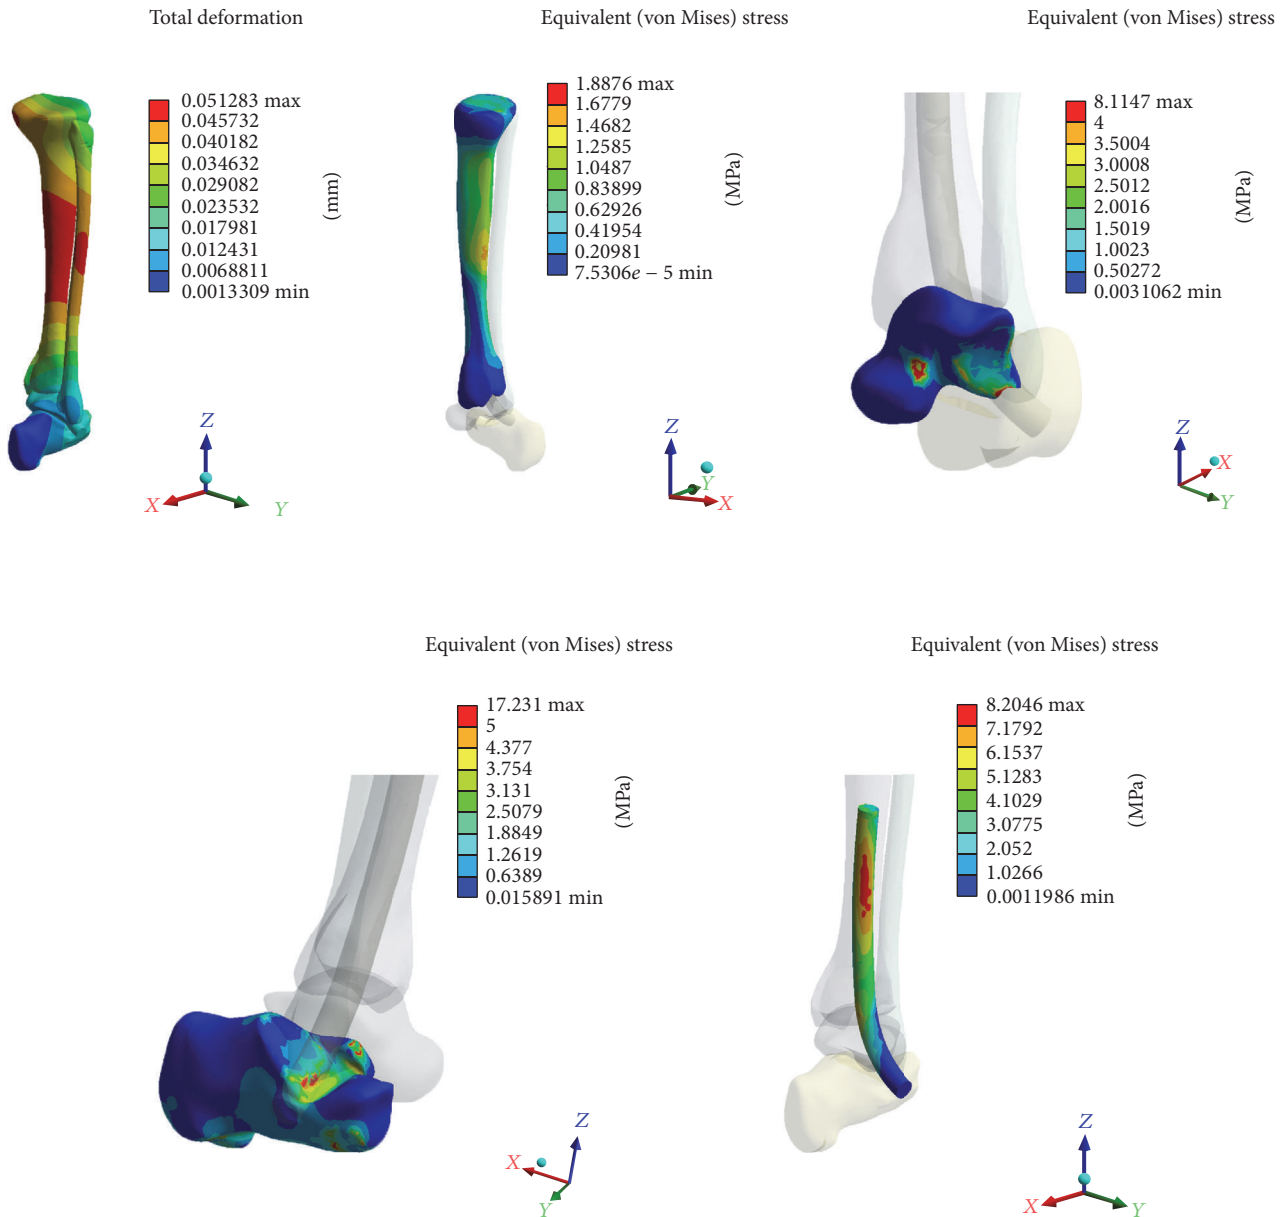 Total deformation
0.051283 max
0.045732
0.040182
0.034632
0.029082
0.023532
0.017981
0.012431
0.0068811
0.0013309 min
(mm)
Z
X
Y
Equivalent (von Mises) stress
1.8876 max
1.6779
1.4682
1.2585
1.0487
0.83899
0.62926
0.41954
0.20981
7.5306e − 5 min
(MPa)
Z
Y
X
Equivalent (von Mises) stress
8.1147 max
4
3.5004
3.0008
2.5012
2.0016
1.5019
1.0023
0.50272
0.0031062 min
(MPa)
Z
X
Y
Equivalent (von Mises) stress
17.231 max
5
4.377
3.754
3.131
2.5079
1.8849
1.2619
0.6389
0.015891 min
(MPa)
Z
X
Y
Equivalent (von Mises) stress
8.2046 max
7.1792
6.1537
5.1283
4.1029
3.0775
2.052
1.0266
0.0011986 min
(MPa)
Z
X
Y